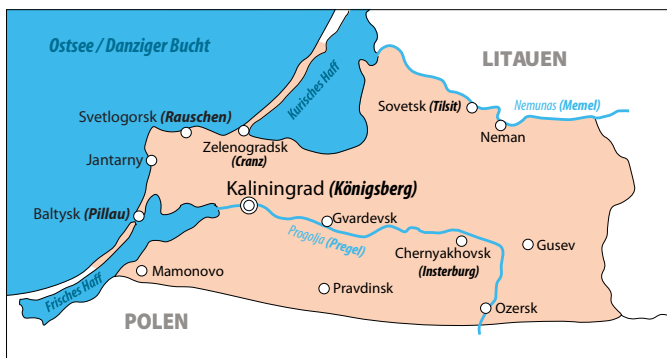 Ostsee / Danziger Bucht
LITAUEN
Kurisches Haff
Sovetsk (Tilsit)
Nemunas (Memel)
Svetlogorsk (Rauschen)
Neman
Zelenogradsk
(Cranz)
Jantarny
Kaliningrad (Königsberg)
Baltysk (Pillau)
Gvardevsk
Progolja (Pregel)
Chernyakhovsk
(Insterburg)
Gusev
Mamonovo
Frisches Haff
Pravdinsk
Ozersk
POLEN